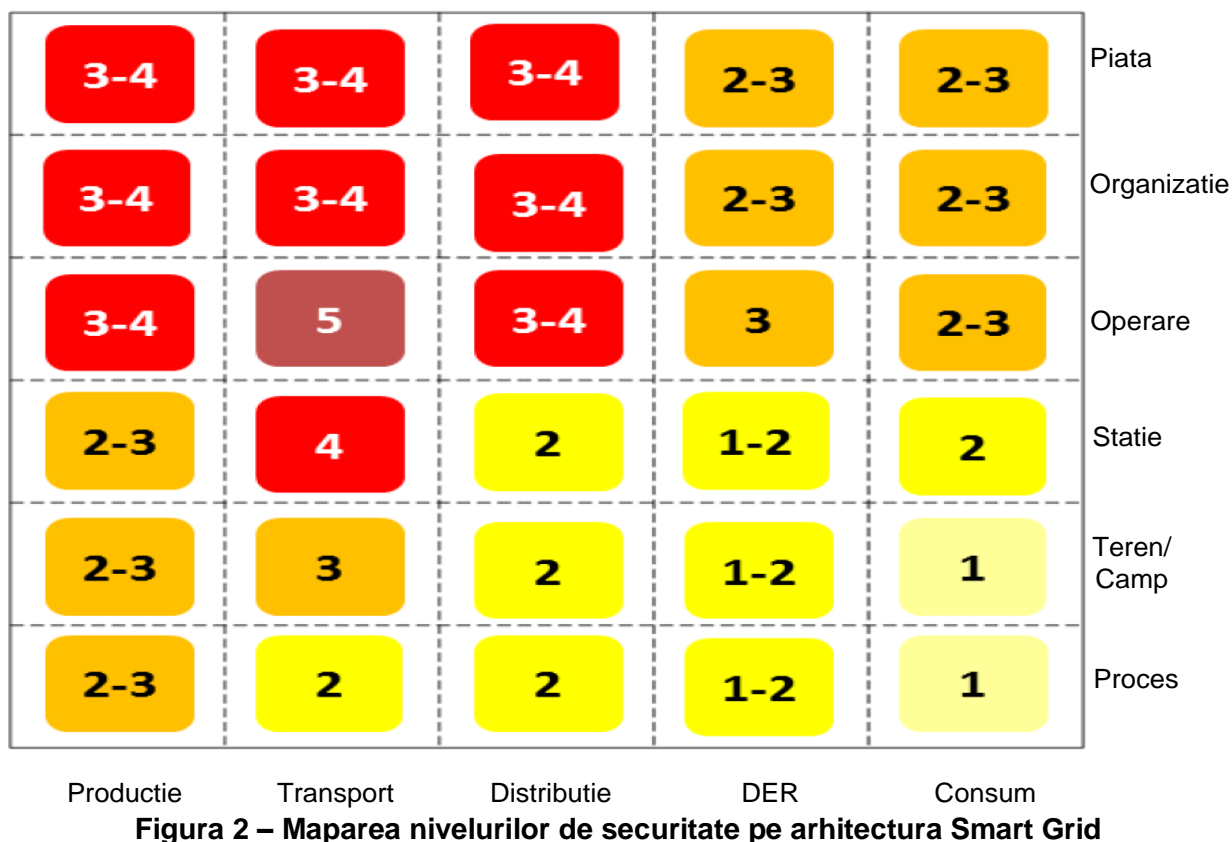 3-4 3-4 3-4 2-3 2-3 Piata
3-4 3-4 3-4 2-3 2-3 Organizatie
3-4 5 3-4 3 2-3 Operare
2-3 4 2 1-2 2 Statie
2-3 3 2 1-2 1 Teren/
Camp
2-3 2 2 1-2 1 Proces
Productie Transport Distributie DER Consum
Figura 2 – Maparea nivelurilor de securitate pe arhitectura Smart Grid